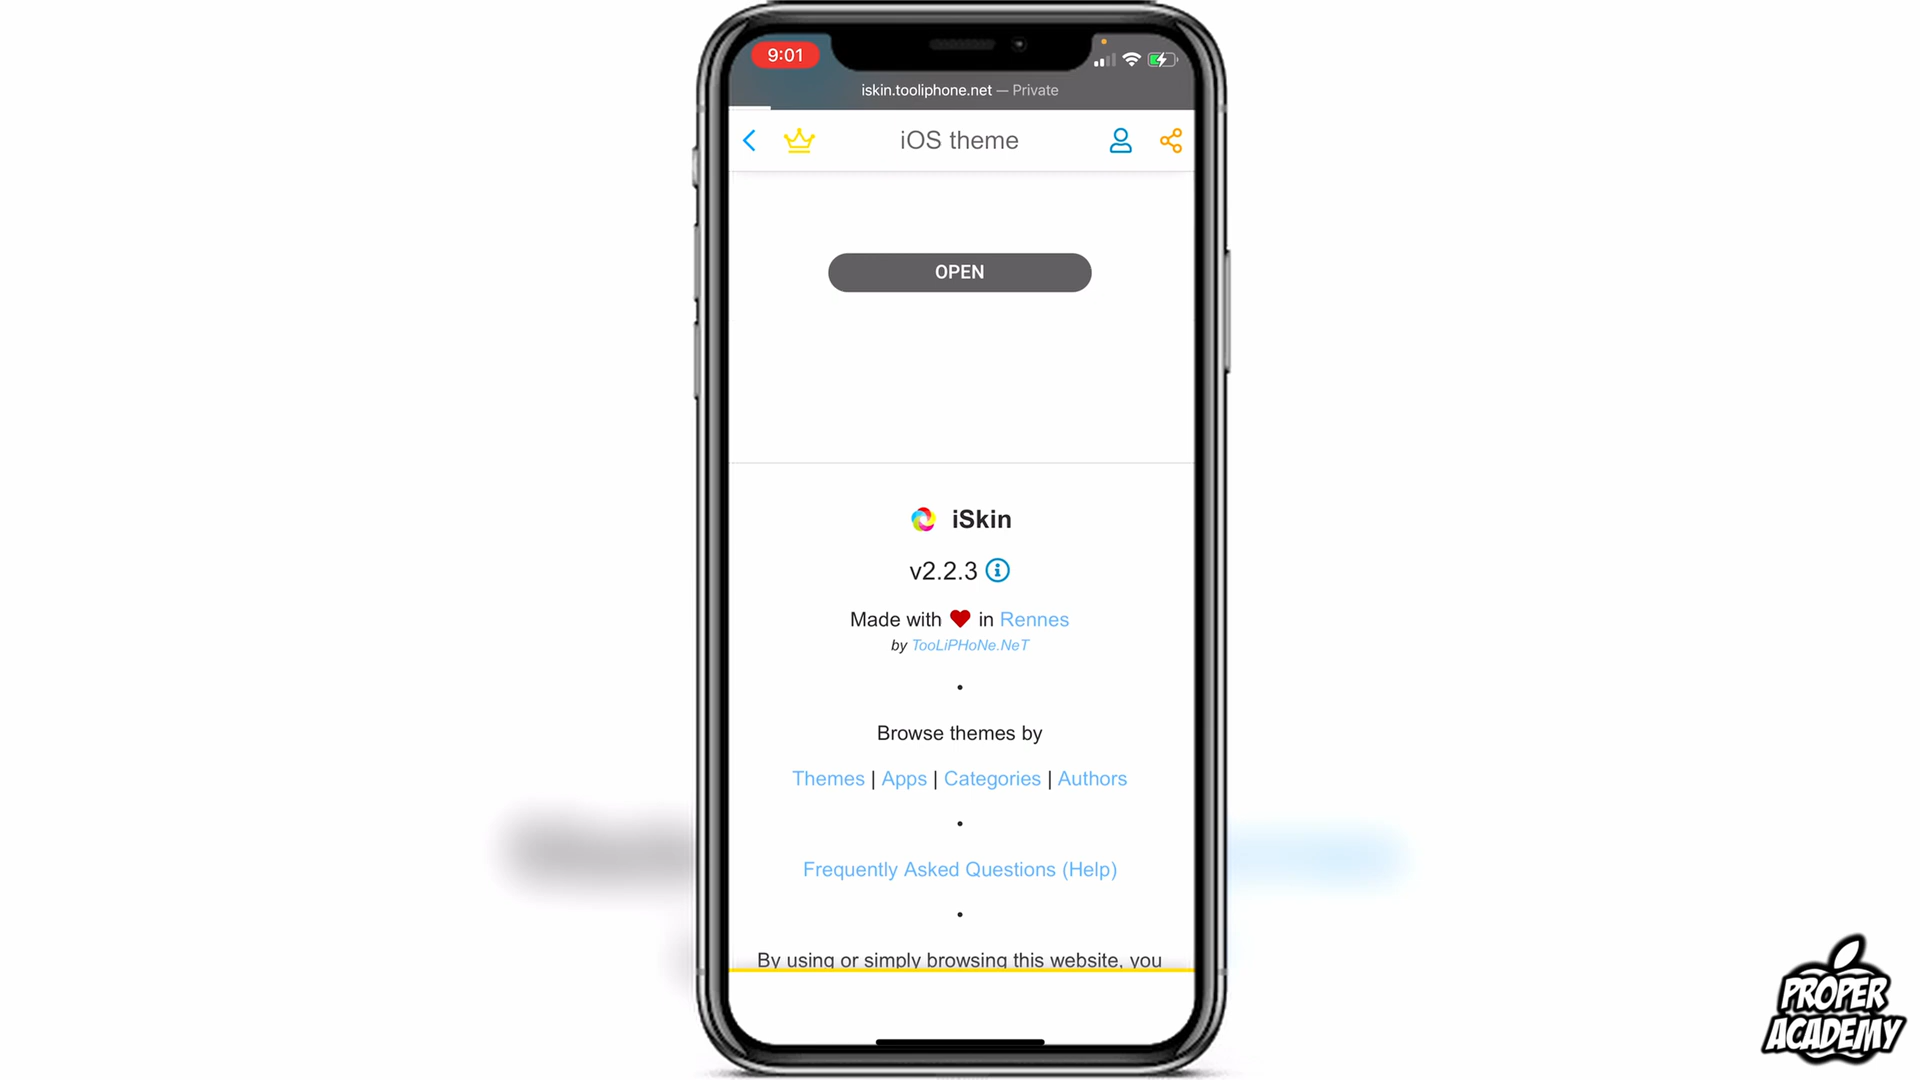 9:01
iskin.tooliphone.net — Private
iOS theme
OPEN
iSkin
v2.2.3
Made with ❤ in Rennes
by TooLiPHoNe.NeT
•
Browse themes by
Themes | Apps | Categories | Authors
•
Frequently Asked Questions (Help)
•
By using or simply browsing this website, you
PROPER
ACADEMY